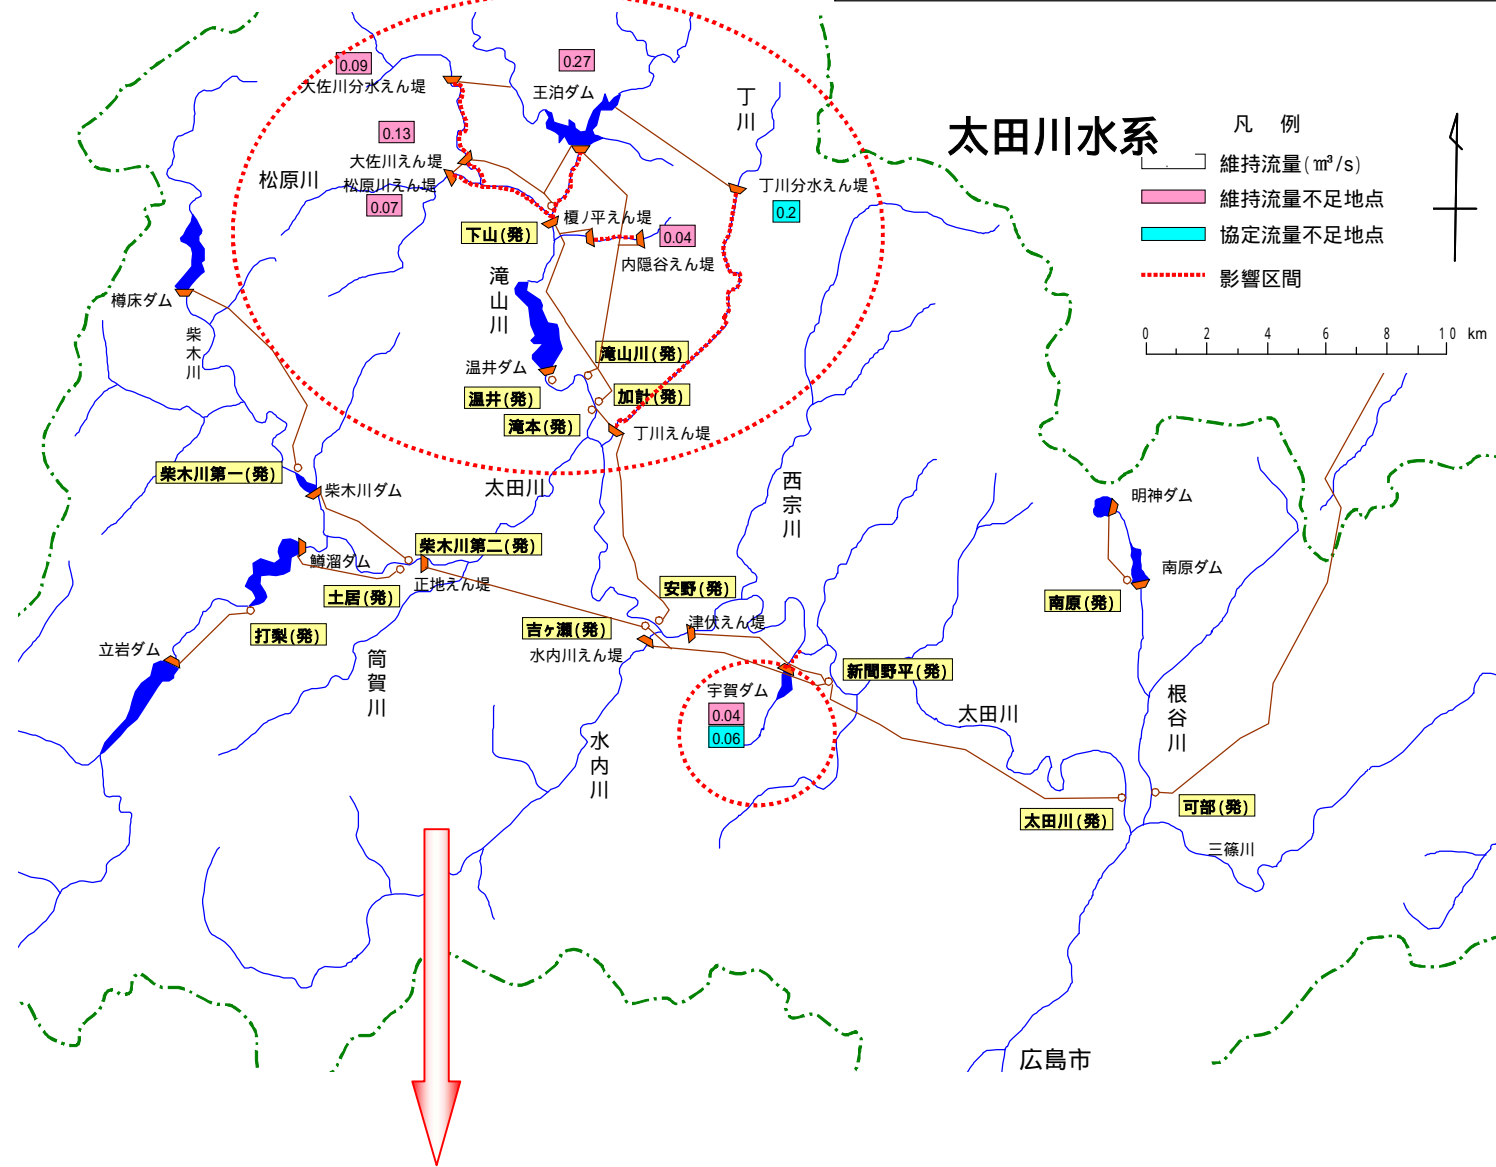 太田川水系
凡 例
維持流量(㎥/s)
維持流量不足地点
協定流量不足地点
影響区間
0 2 4 6 8 10 km
0.09
大佐川分水えん堤
0.27
王泊ダム
丁川
0.13
大佐川えん堤
松原川
松原川えん堤
0.07
丁川分水えん堤
0.2
榎ノ平えん堤
下山(発)
0.04
内隠谷えん堤
滝山川
樽床ダム
柴木川
滝山川(発)
温井ダム
温井(発)
加計(発)
滝本(発)
丁川えん堤
柴木川第一(発)
柴木川ダム
太田川
西宗川
明神ダム
柴木川第二(発)
鱒溜ダム
正地えん堤
土居(発)
南原ダム
南原(発)
安野(発)
打梨(発)
吉ヶ瀬(発)
津伏えん堤
立岩ダム
水内川えん堤
筒賀川
新間野平(発)
宇賀ダム
0.04
0.06
太田川
根谷川
水内川
太田川(発)
可部(発)
三篠川
広島市